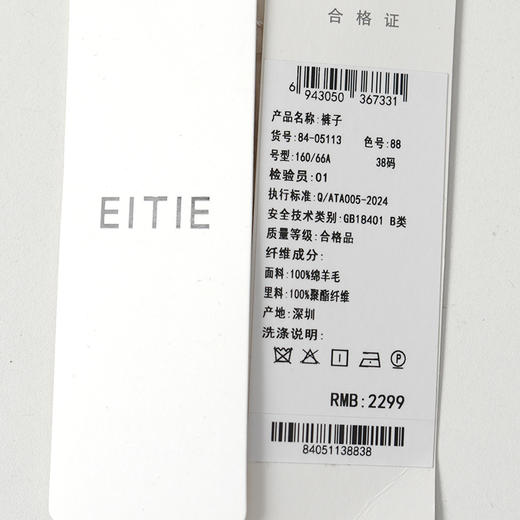 EITIE
合格证
6 943050 367331
产品名称:裤子
货号:84-05113 色号:88
号型:160/66A 38码
检验员:01
执行标准:Q/ATA005-2024
安全技术类别:GB18401 B类
质量等级:合格品
纤维成分:
面料:100%绵羊毛
里料:100%聚酯纤维
产地:深圳
洗涤说明:
P
RMB:2299
84051138838